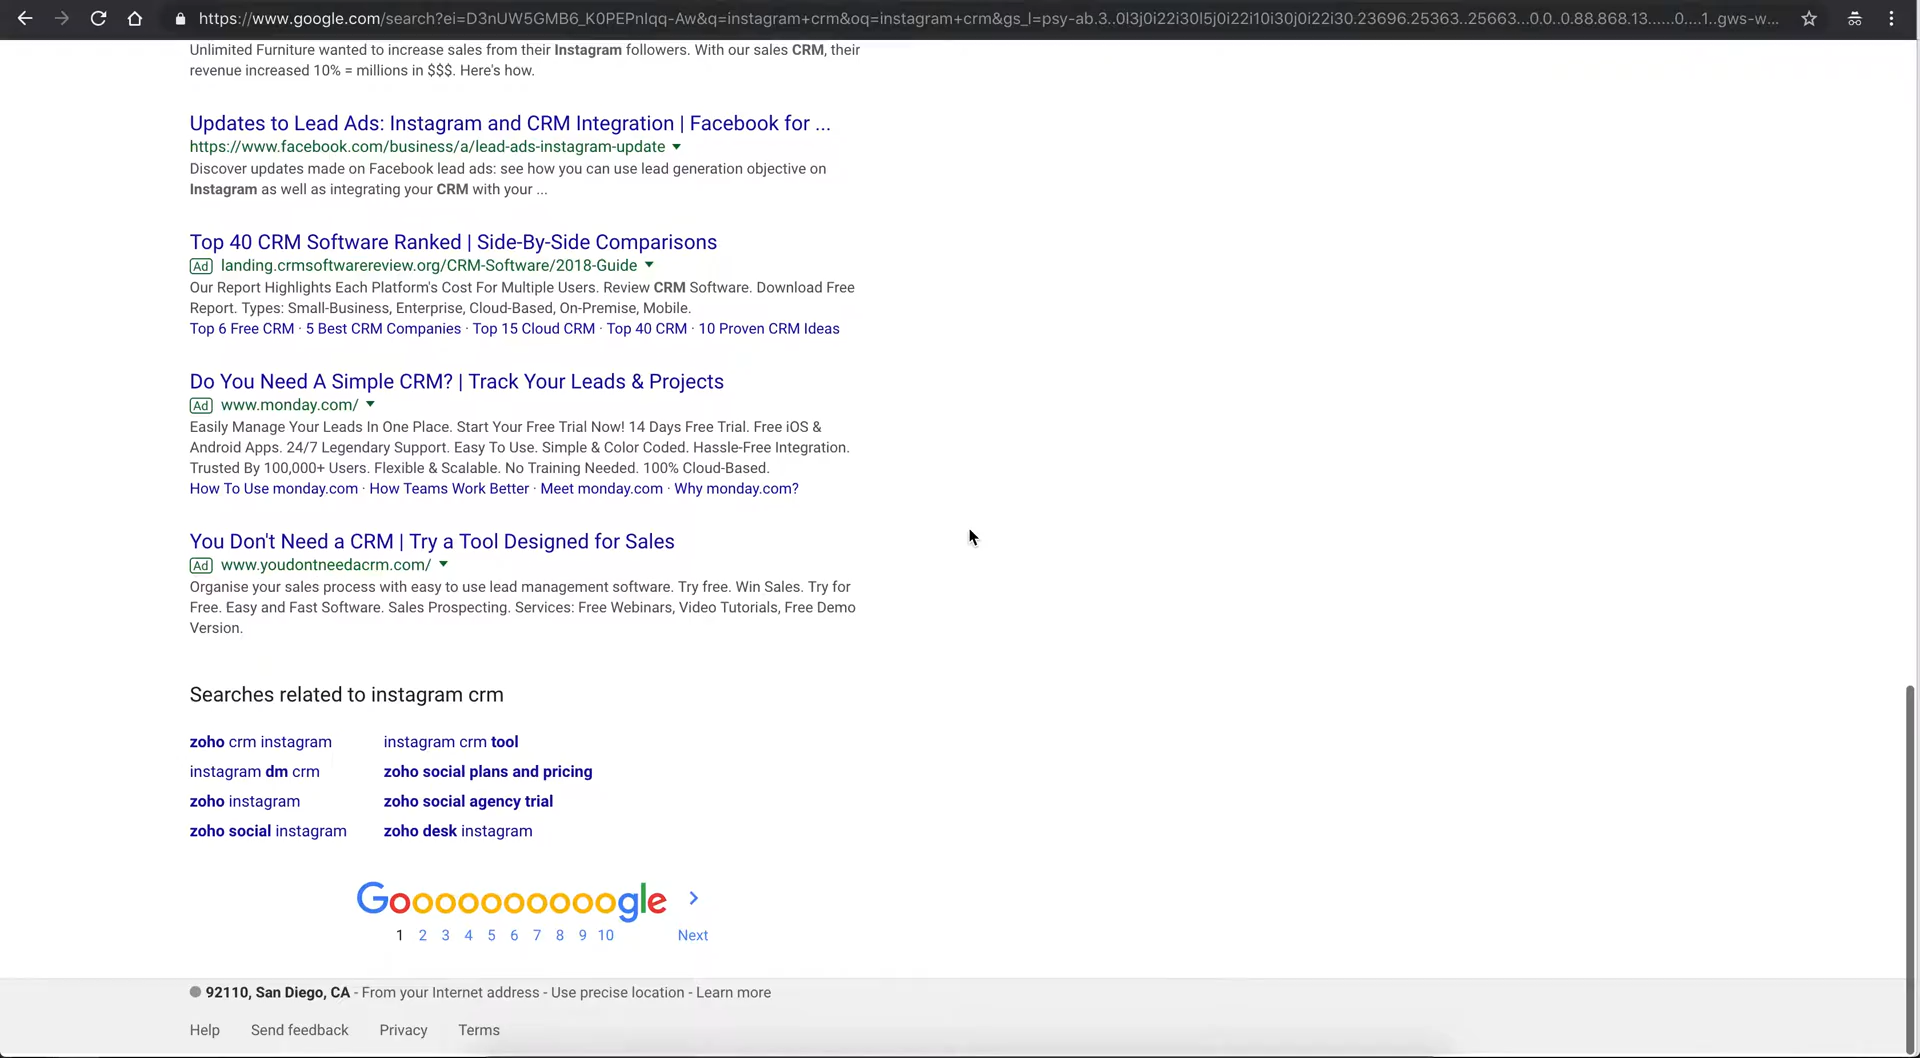 https://www.google.com/search?ei=D3nUW5GMB6_K0PEPnIqq-Aw&q=instagram+crm&oq=instagram+crm&gs_l=psy-ab.3..0l3j0i22i30l5j0i22i10i30j0i22i30.23696.25363..25663...0.0..0.88.868.13......0....1..gws-w...
Unlimited Furniture wanted to increase sales from their Instagram followers. With our sales CRM, their
revenue increased 10% = millions in $$$. Here's how.
Updates to Lead Ads: Instagram and CRM Integration | Facebook for ...
https://www.facebook.com/business/a/lead-ads-instagram-update
Discover updates made on Facebook lead ads: see how you can use lead generation objective on
Instagram as well as integrating your CRM with your ...
Top 40 CRM Software Ranked | Side-By-Side Comparisons
Ad landing.crmsoftwarereview.org/CRM-Software/2018-Guide
Our Report Highlights Each Platform's Cost For Multiple Users. Review CRM Software. Download Free
Report. Types: Small-Business, Enterprise, Cloud-Based, On-Premise, Mobile.
Top 6 Free CRM · 5 Best CRM Companies · Top 15 Cloud CRM · Top 40 CRM · 10 Proven CRM Ideas
Do You Need A Simple CRM? | Track Your Leads & Projects
Ad www.monday.com/
Easily Manage Your Leads In One Place. Start Your Free Trial Now! 14 Days Free Trial. Free iOS &
Android Apps. 24/7 Legendary Support. Easy To Use. Simple & Color Coded. Hassle-Free Integration.
Trusted By 100,000+ Users. Flexible & Scalable. No Training Needed. 100% Cloud-Based.
How To Use monday.com · How Teams Work Better · Meet monday.com · Why monday.com?
You Don't Need a CRM | Try a Tool Designed for Sales
Ad www.youdontneedacrm.com/
Organise your sales process with easy to use lead management software. Try free. Win Sales. Try for
Free. Easy and Fast Software. Sales Prospecting. Services: Free Webinars, Video Tutorials, Free Demo
Version.
Searches related to instagram crm
zoho crm instagram instagram crm tool
instagram dm crm zoho social plans and pricing
zoho instagram zoho social agency trial
zoho social instagram zoho desk instagram
Goooooooooogle
1 2 3 4 5 6 7 8 9 10 Next
92110, San Diego, CA - From your Internet address - Use precise location - Learn more
Help Send feedback Privacy Terms